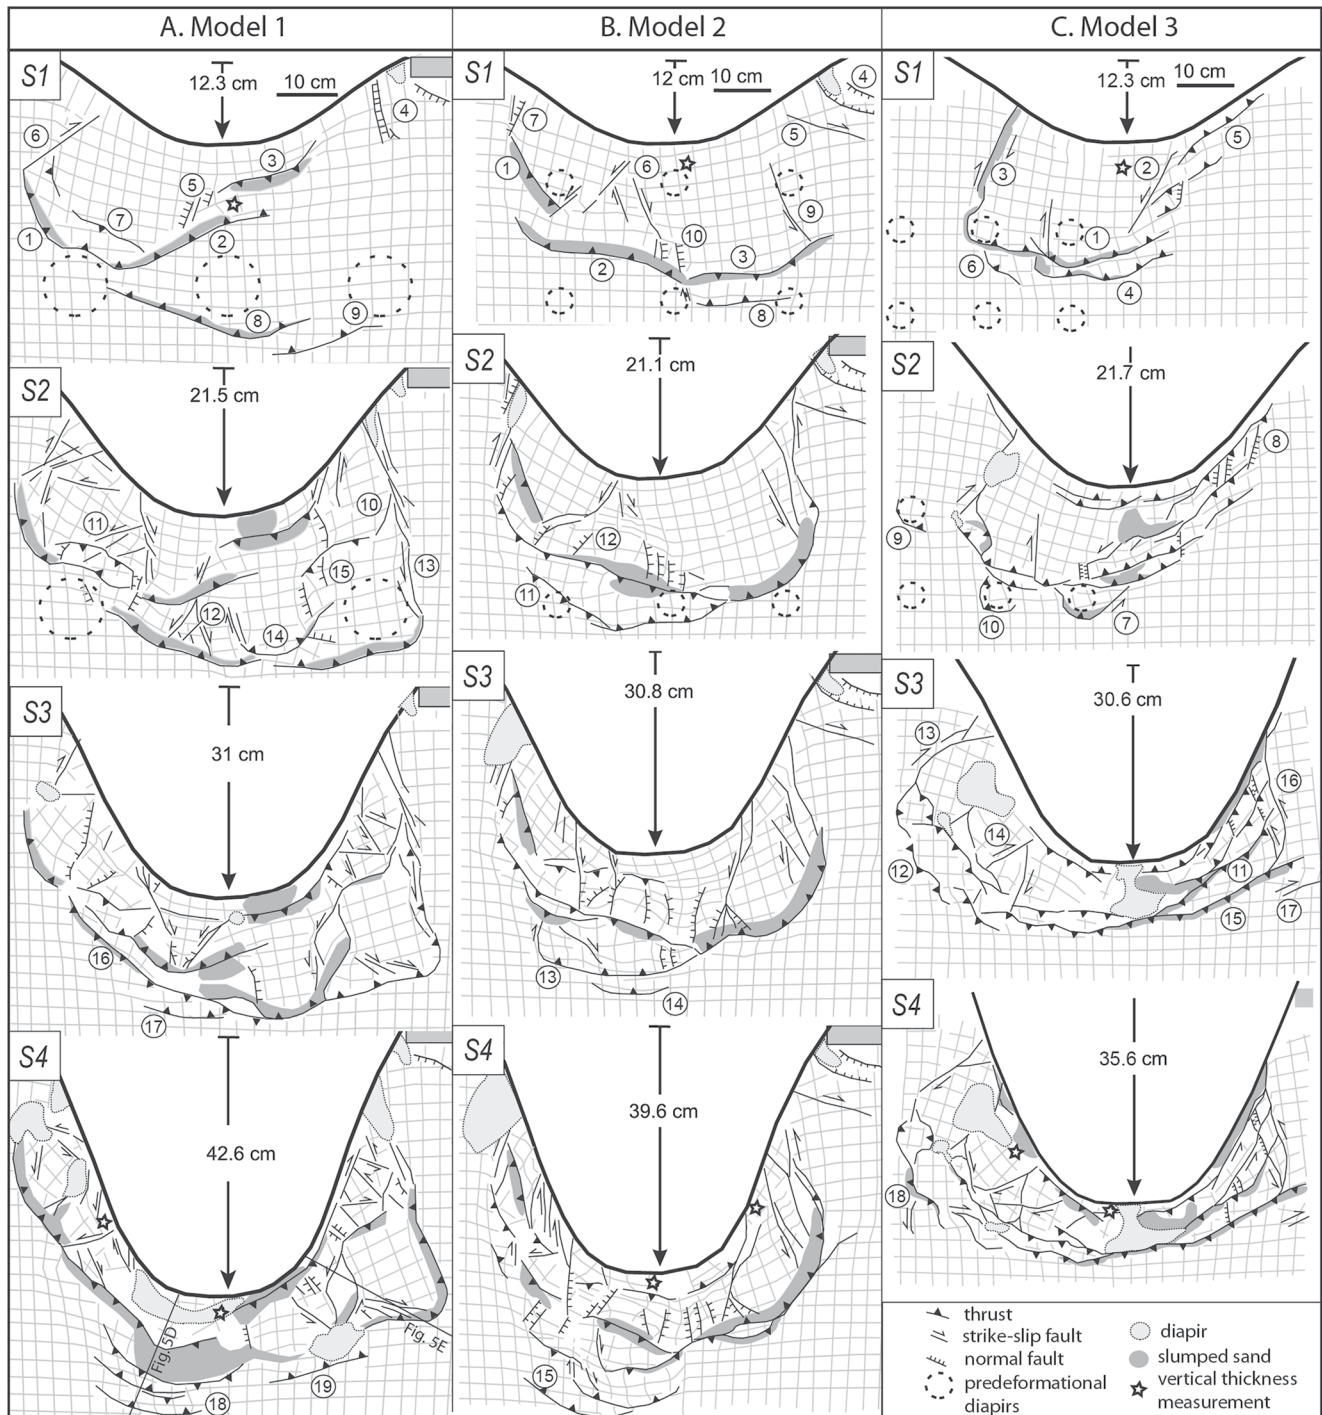 A. Model 1
B. Model 2
C. Model 3
S1
12.3 cm
10 cm
6
4
3
5
7
1
2
8
9
S1
12 cm
10 cm
4
7
5
1
6
9
10
2
3
8
S1
12.3 cm
10 cm
5
2
3
1
6
4
S2
21.5 cm
10
11
13
15
12
14
S2
21.1 cm
12
11
S2
21.7 cm
8
9
7
10
S3
31 cm
16
17
S3
30.8 cm
13
14
S3
30.6 cm
13
16
14
12
11
15
17
S4
42.6 cm
Fig. 5D
Fig. 5E
19
18
S4
39.6 cm
15
S4
35.6 cm
18
thrust
strike-slip fault
normal fault
predeformational
diapirs
diapir
slumped sand
vertical thickness
measurement